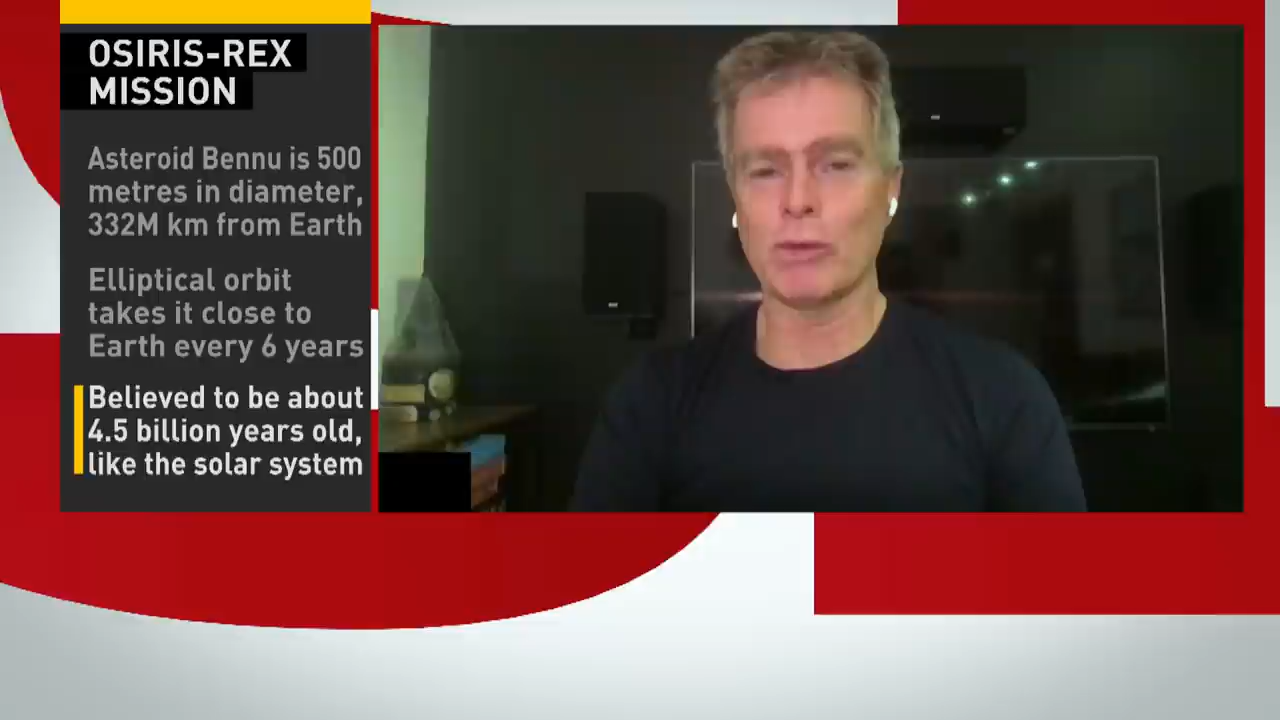 OSIRIS-REX
MISSION
Asteroid Bennu is 500
metres in diameter,
332M km from Earth
Elliptical orbit
takes it close to
Earth every 6 years
Believed to be about
4.5 billion years old,
like the solar system